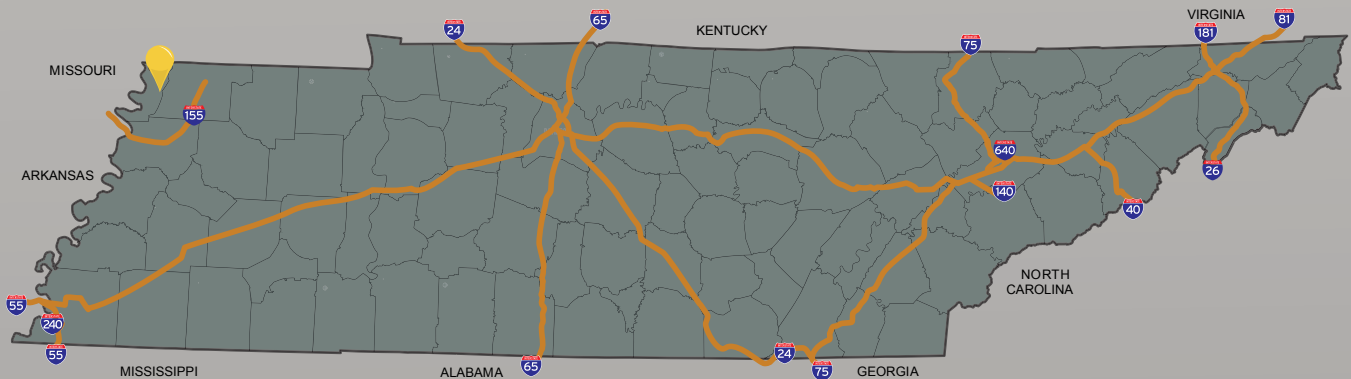 VIRGINIA
81
65
24
KENTUCKY
181
75
MISSOURI
155
640
ARKANSAS
26
140
40
NORTH
CAROLINA
55
240
55
24
65
75
MISSISSIPPI
ALABAMA
GEORGIA